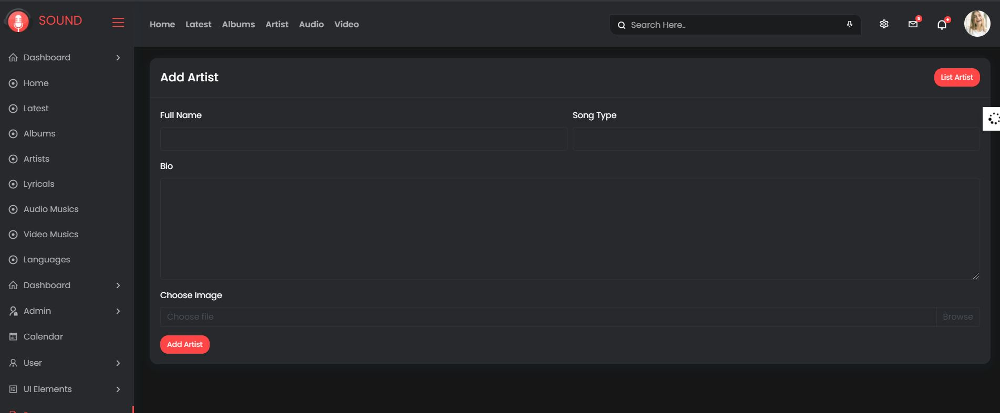 SOUND
Home Latest Albums Artist Audio Video
Search Here..
5
+
Dashboard
Home
Latest
Albums
Artists
Lyricals
Audio Musics
Video Musics
Languages
Dashboard
Admin
Calendar
User
UI Elements
Add Artist
List Artist
Full Name
Song Type
Bio
Choose Image
Choose file
Browse
Add Artist